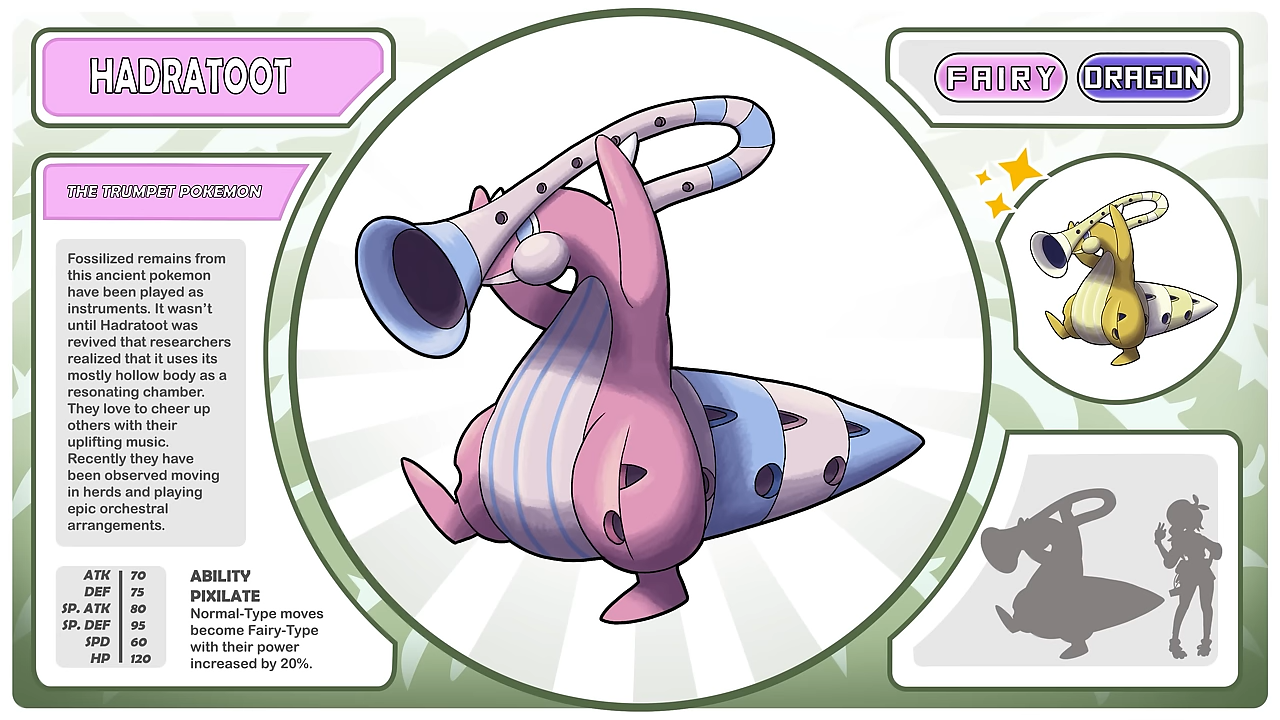 HADRATOOT
FAIRY DRAGON
THE TRUMPET POKEMON
Fossilized remains from
this ancient pokemon
have been played as
instruments. It wasn't
until Hadratoot was
revived that researchers
realized that it uses its
mostly hollow body as a
resonating chamber.
They love to cheer up
others with their
uplifting music.
Recently they have
been observed moving
in herds and playing
epic orchestral
arrangements.
ATK 70
DEF 75
SP. ATK 80
SP. DEF 95
SPD 60
HP 120
ABILITY
PIXILATE
Normal-Type moves
become Fairy-Type
with their power
increased by 20%.